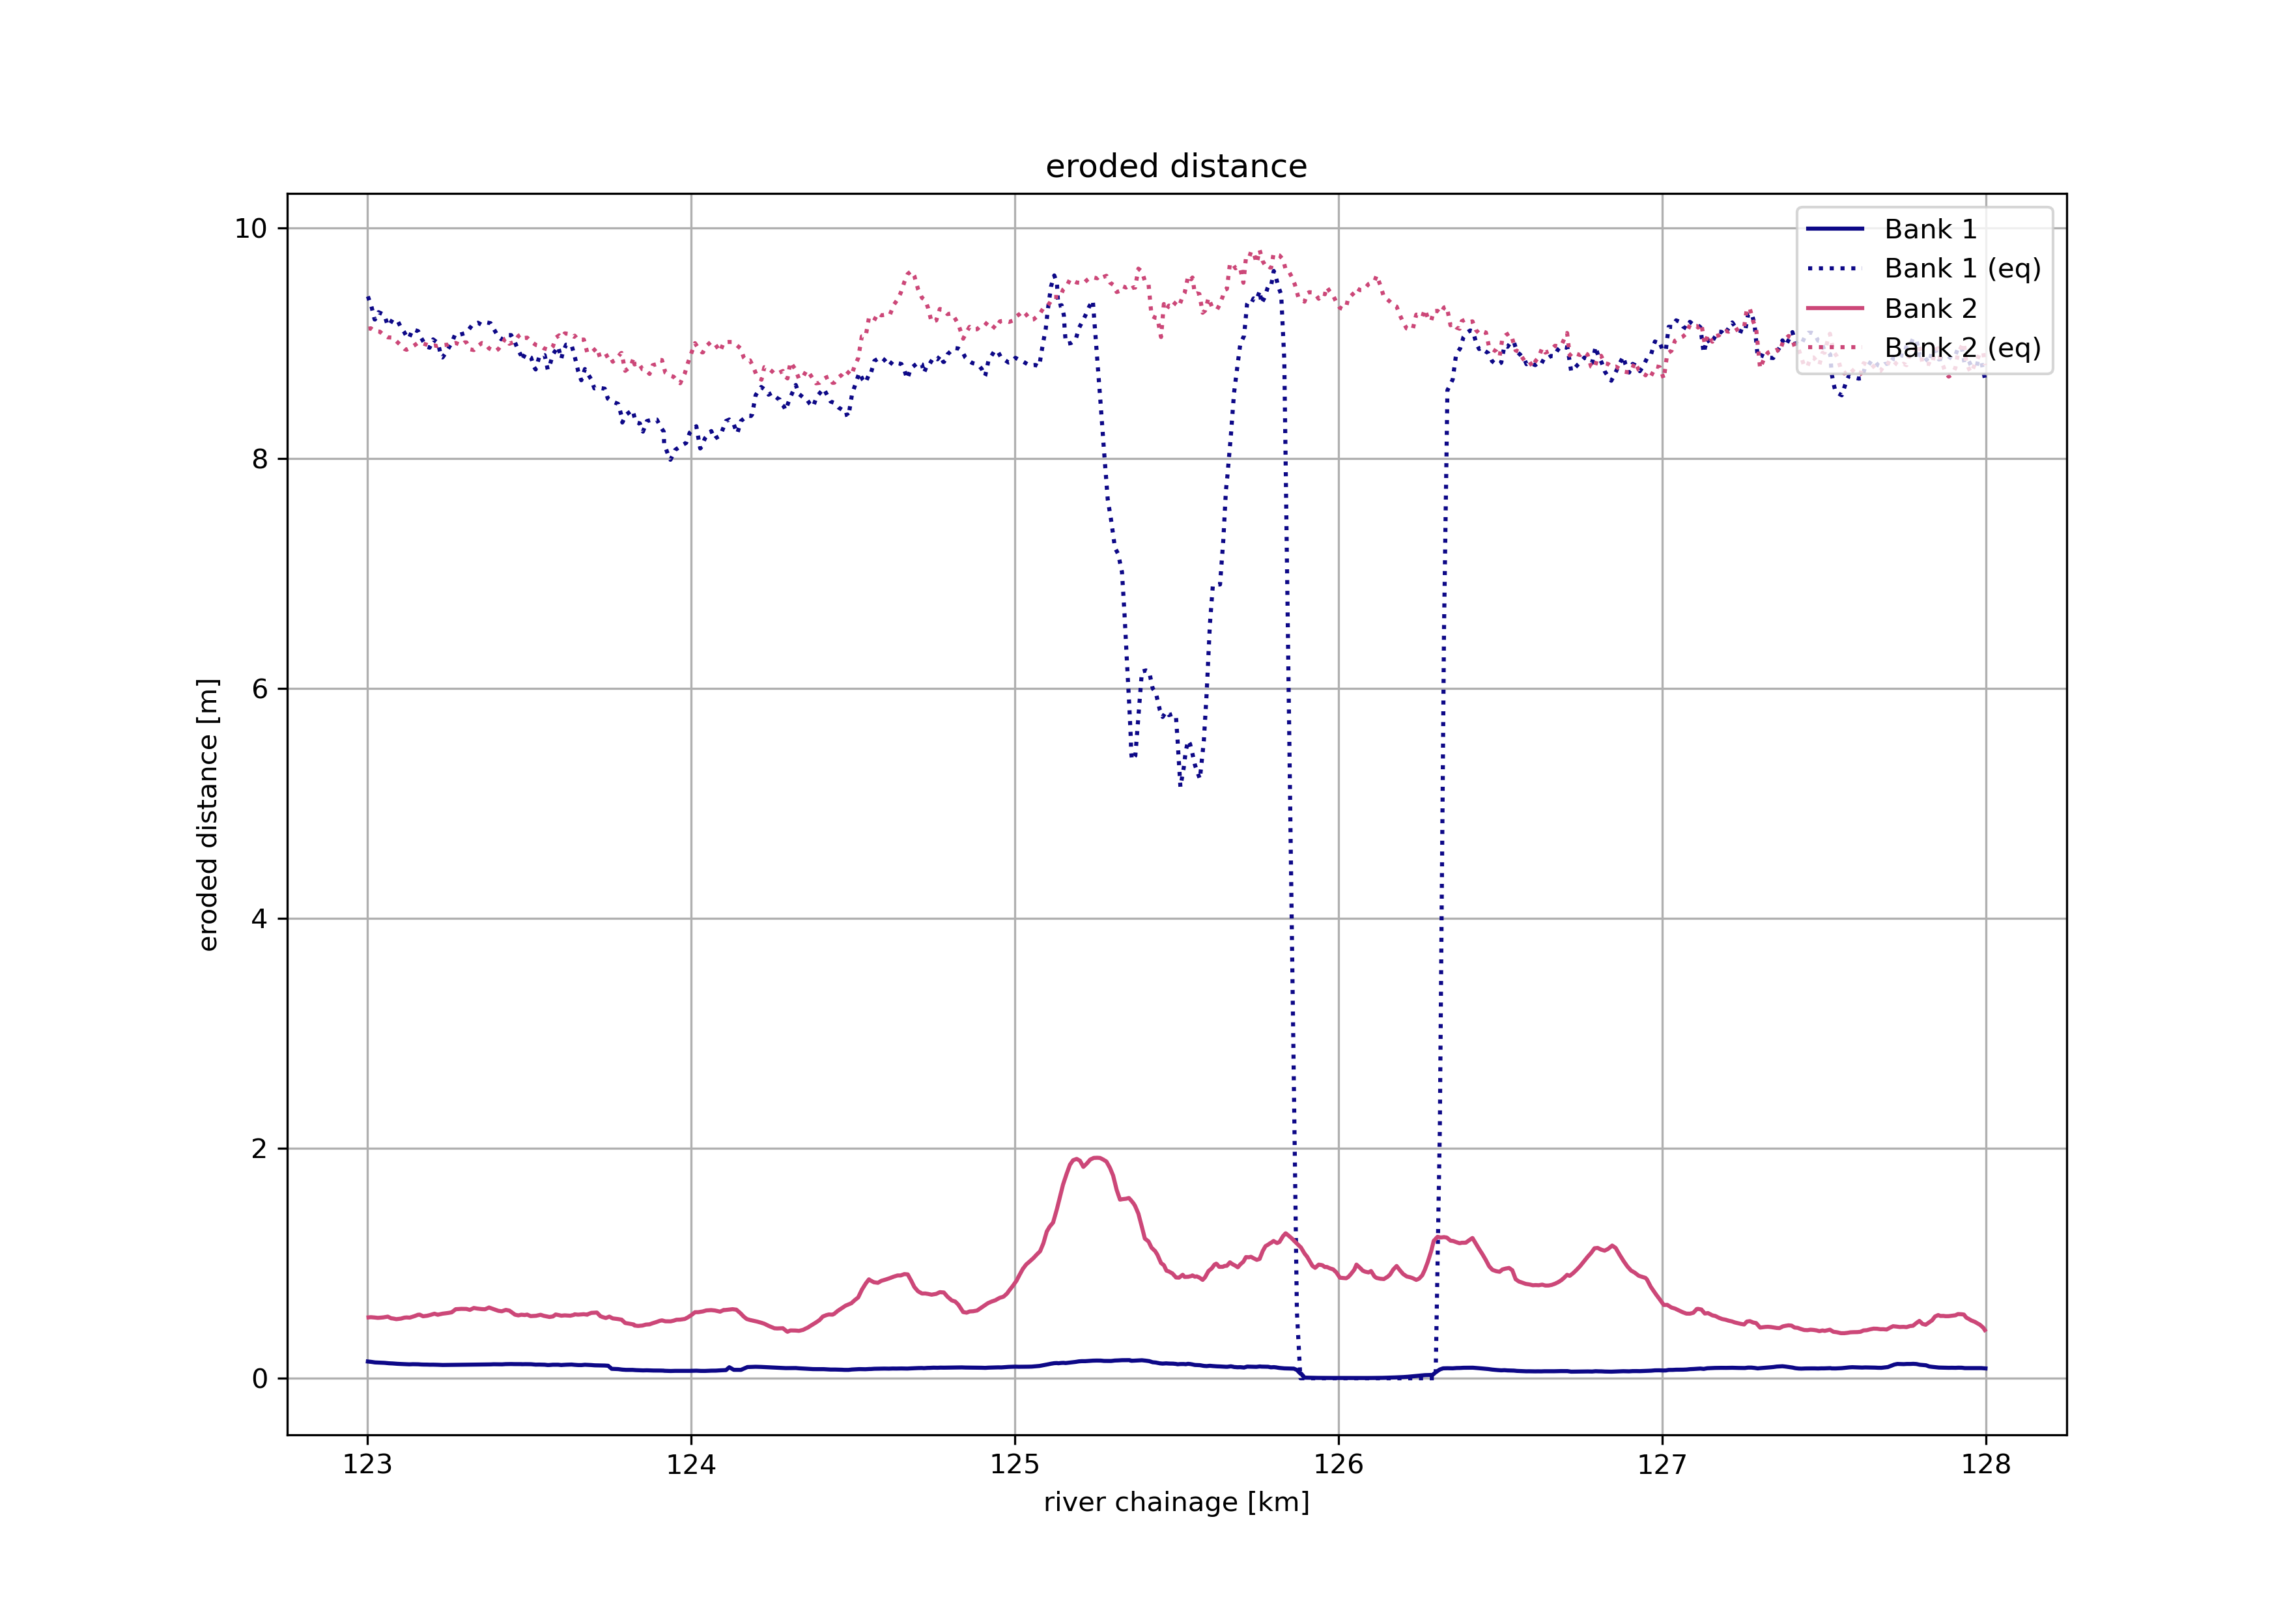 eroded distance
10
8
6
4
2
0
eroded distance [m]
Bank 1
Bank 1 (eq)
Bank 2
Bank 2 (eq)
123 124 125 126 127 128
river chainage [km]